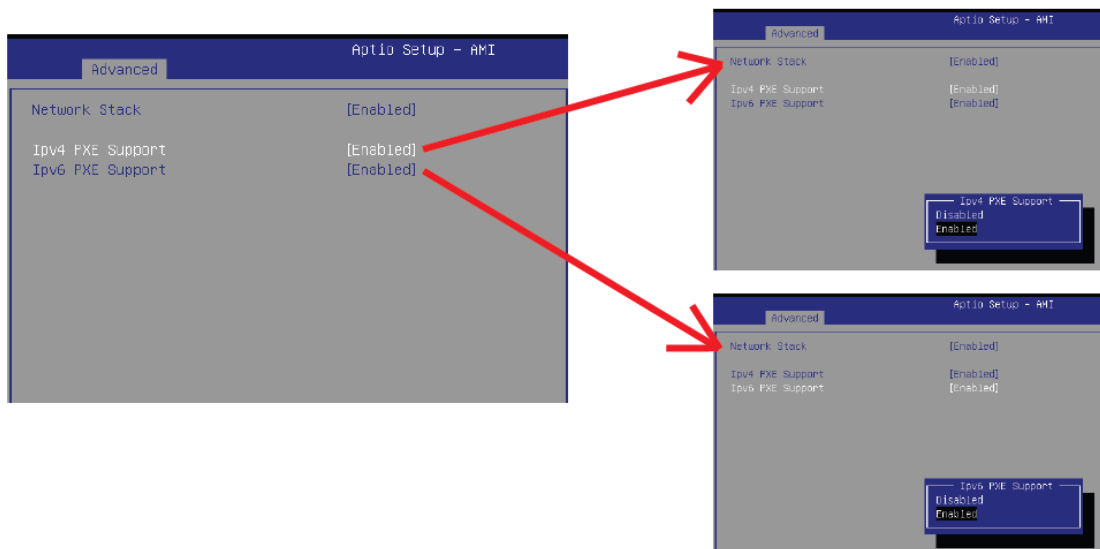 Aptio Setup - AMI
Advanced
Network Stack [Enabled]
Ipv4 PXE Support [Enabled]
Ipv6 PXE Support [Enabled]
Aptio Setup - AMI
Advanced
Network Stack [Enabled]
Ipv4 PXE Support [Enabled]
Ipv6 PXE Support [Enabled]
Ipv4 PXE Support
Disabled
Enabled
Aptio Setup - AMI
Advanced
Network Stack [Enabled]
Ipv4 PXE Support [Enabled]
Ipv6 PXE Support [Enabled]
Ipv6 PXE Support
Disabled
Enabled